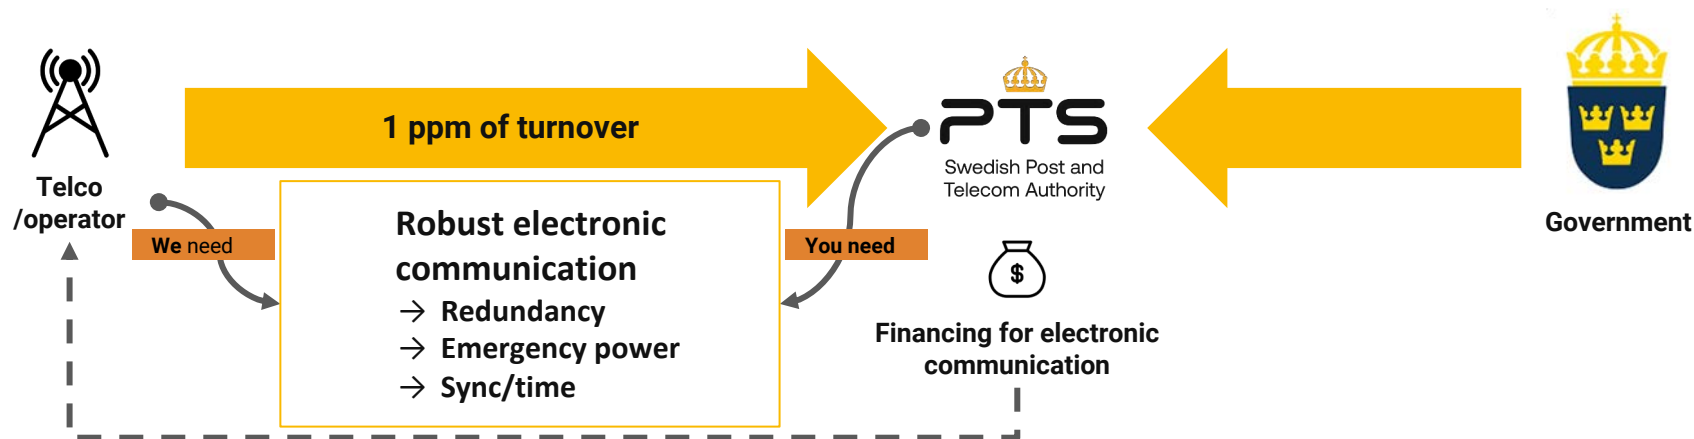 1 ppm of turnover
PTS
Swedish Post and
Telecom Authority
Telco
/operator
We need
Robust electronic
communication
→ Redundancy
→ Emergency power
→ Sync/time
You need
$
Financing for electronic
communication
Government